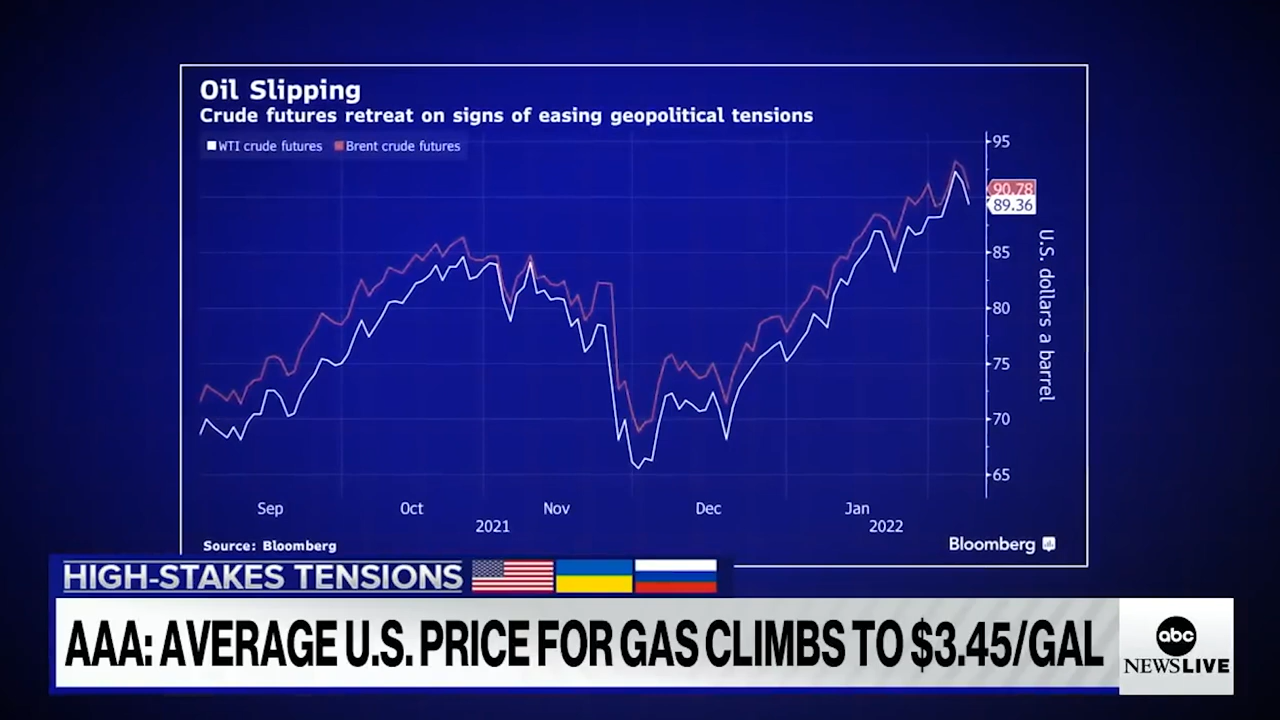 Oil Slipping
Crude futures retreat on signs of easing geopolitical tensions
WTI crude futures Brent crude futures
95
90.78
89.36
85
80
75
70
65
U.S. dollars a barrel
Sep Oct Nov Dec Jan
2021 2022
Source: Bloomberg Bloomberg
HIGH-STAKES TENSIONS
AAA: AVERAGE U.S. PRICE FOR GAS CLIMBS TO $3.45/GAL
abc
NEWS LIVE